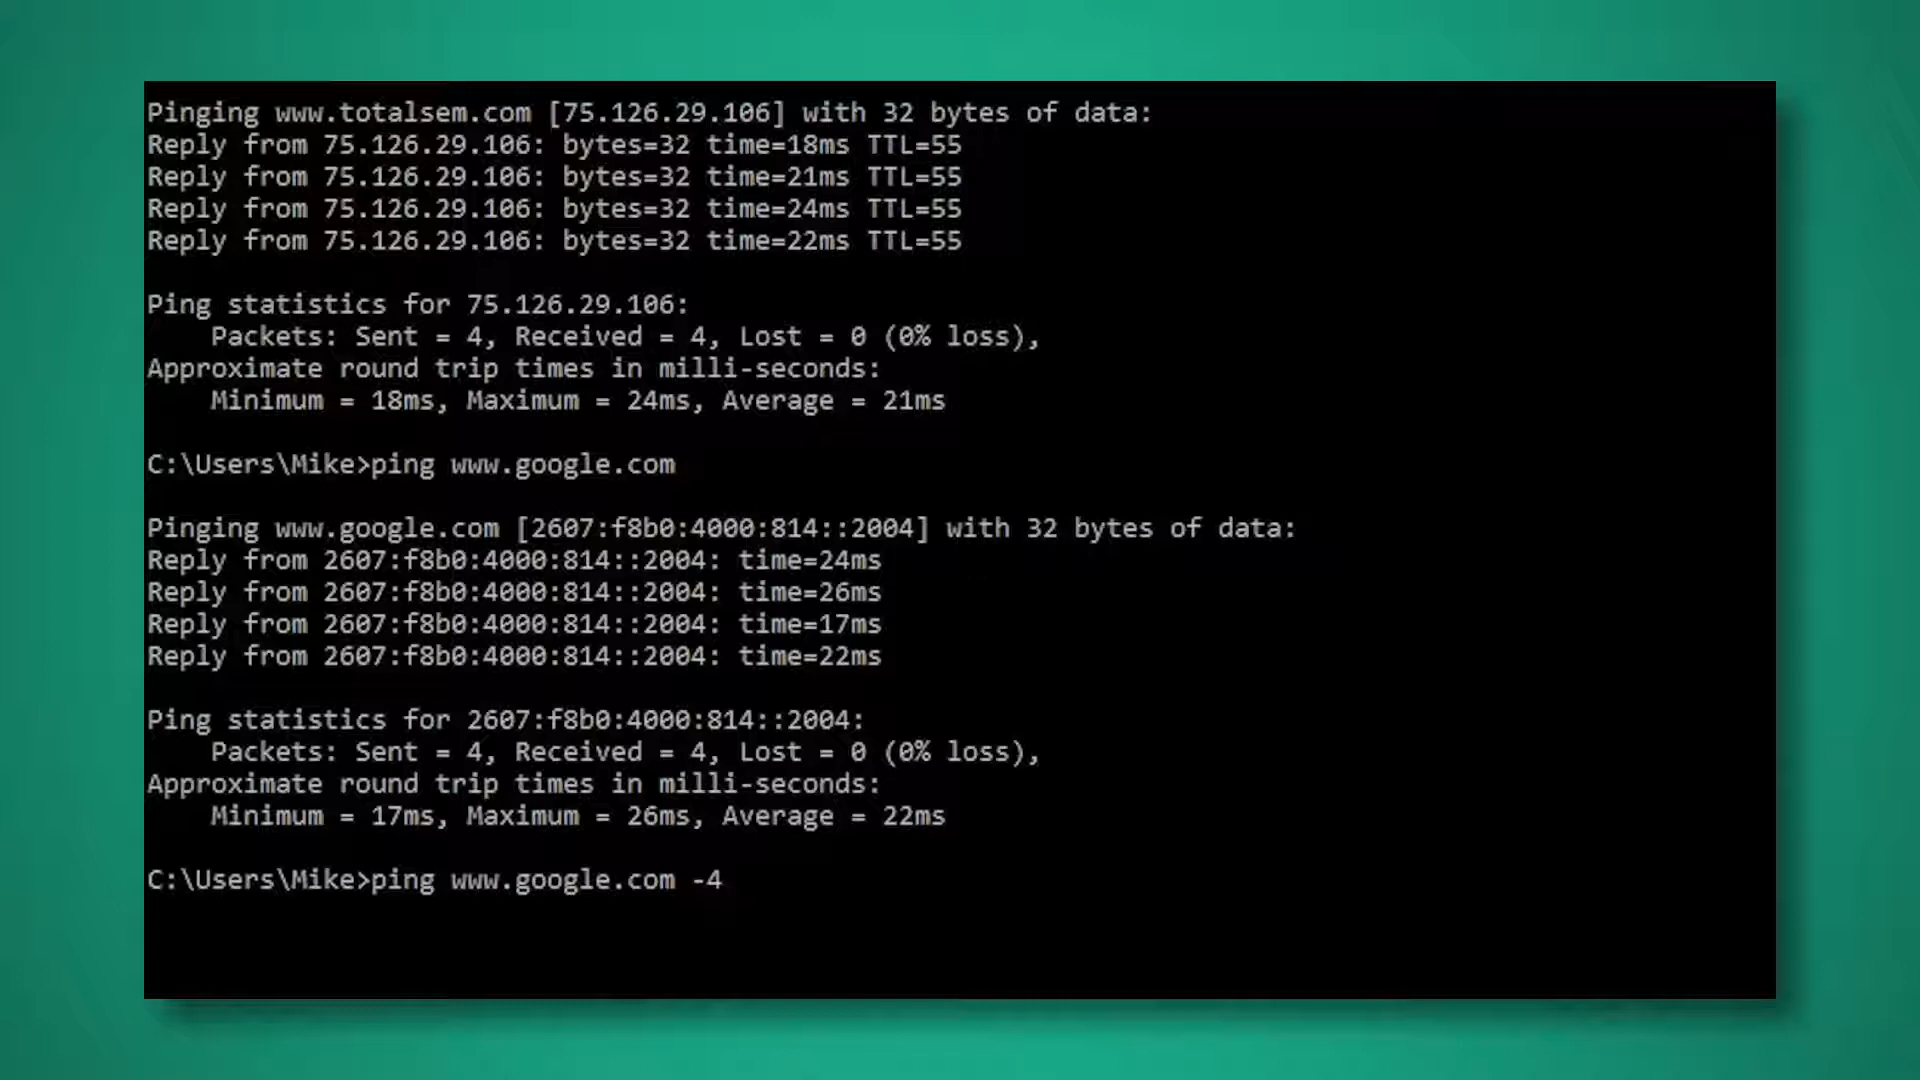 Pinging www.totalsem.com [75.126.29.106] with 32 bytes of data:
Reply from 75.126.29.106: bytes=32 time=18ms TTL=55
Reply from 75.126.29.106: bytes=32 time=21ms TTL=55
Reply from 75.126.29.106: bytes=32 time=24ms TTL=55
Reply from 75.126.29.106: bytes=32 time=22ms TTL=55
Ping statistics for 75.126.29.106:
Packets: Sent = 4, Received = 4, Lost = 0 (0% loss),
Approximate round trip times in milli-seconds:
Minimum = 18ms, Maximum = 24ms, Average = 21ms
C:\Users\Mike>ping www.google.com
Pinging www.google.com [2607:f8b0:4000:814::2004] with 32 bytes of data:
Reply from 2607:f8b0:4000:814::2004: time=24ms
Reply from 2607:f8b0:4000:814::2004: time=26ms
Reply from 2607:f8b0:4000:814::2004: time=17ms
Reply from 2607:f8b0:4000:814::2004: time=22ms
Ping statistics for 2607:f8b0:4000:814::2004:
Packets: Sent = 4, Received = 4, Lost = 0 (0% loss),
Approximate round trip times in milli-seconds:
Minimum = 17ms, Maximum = 26ms, Average = 22ms
C:\Users\Mike>ping www.google.com -4